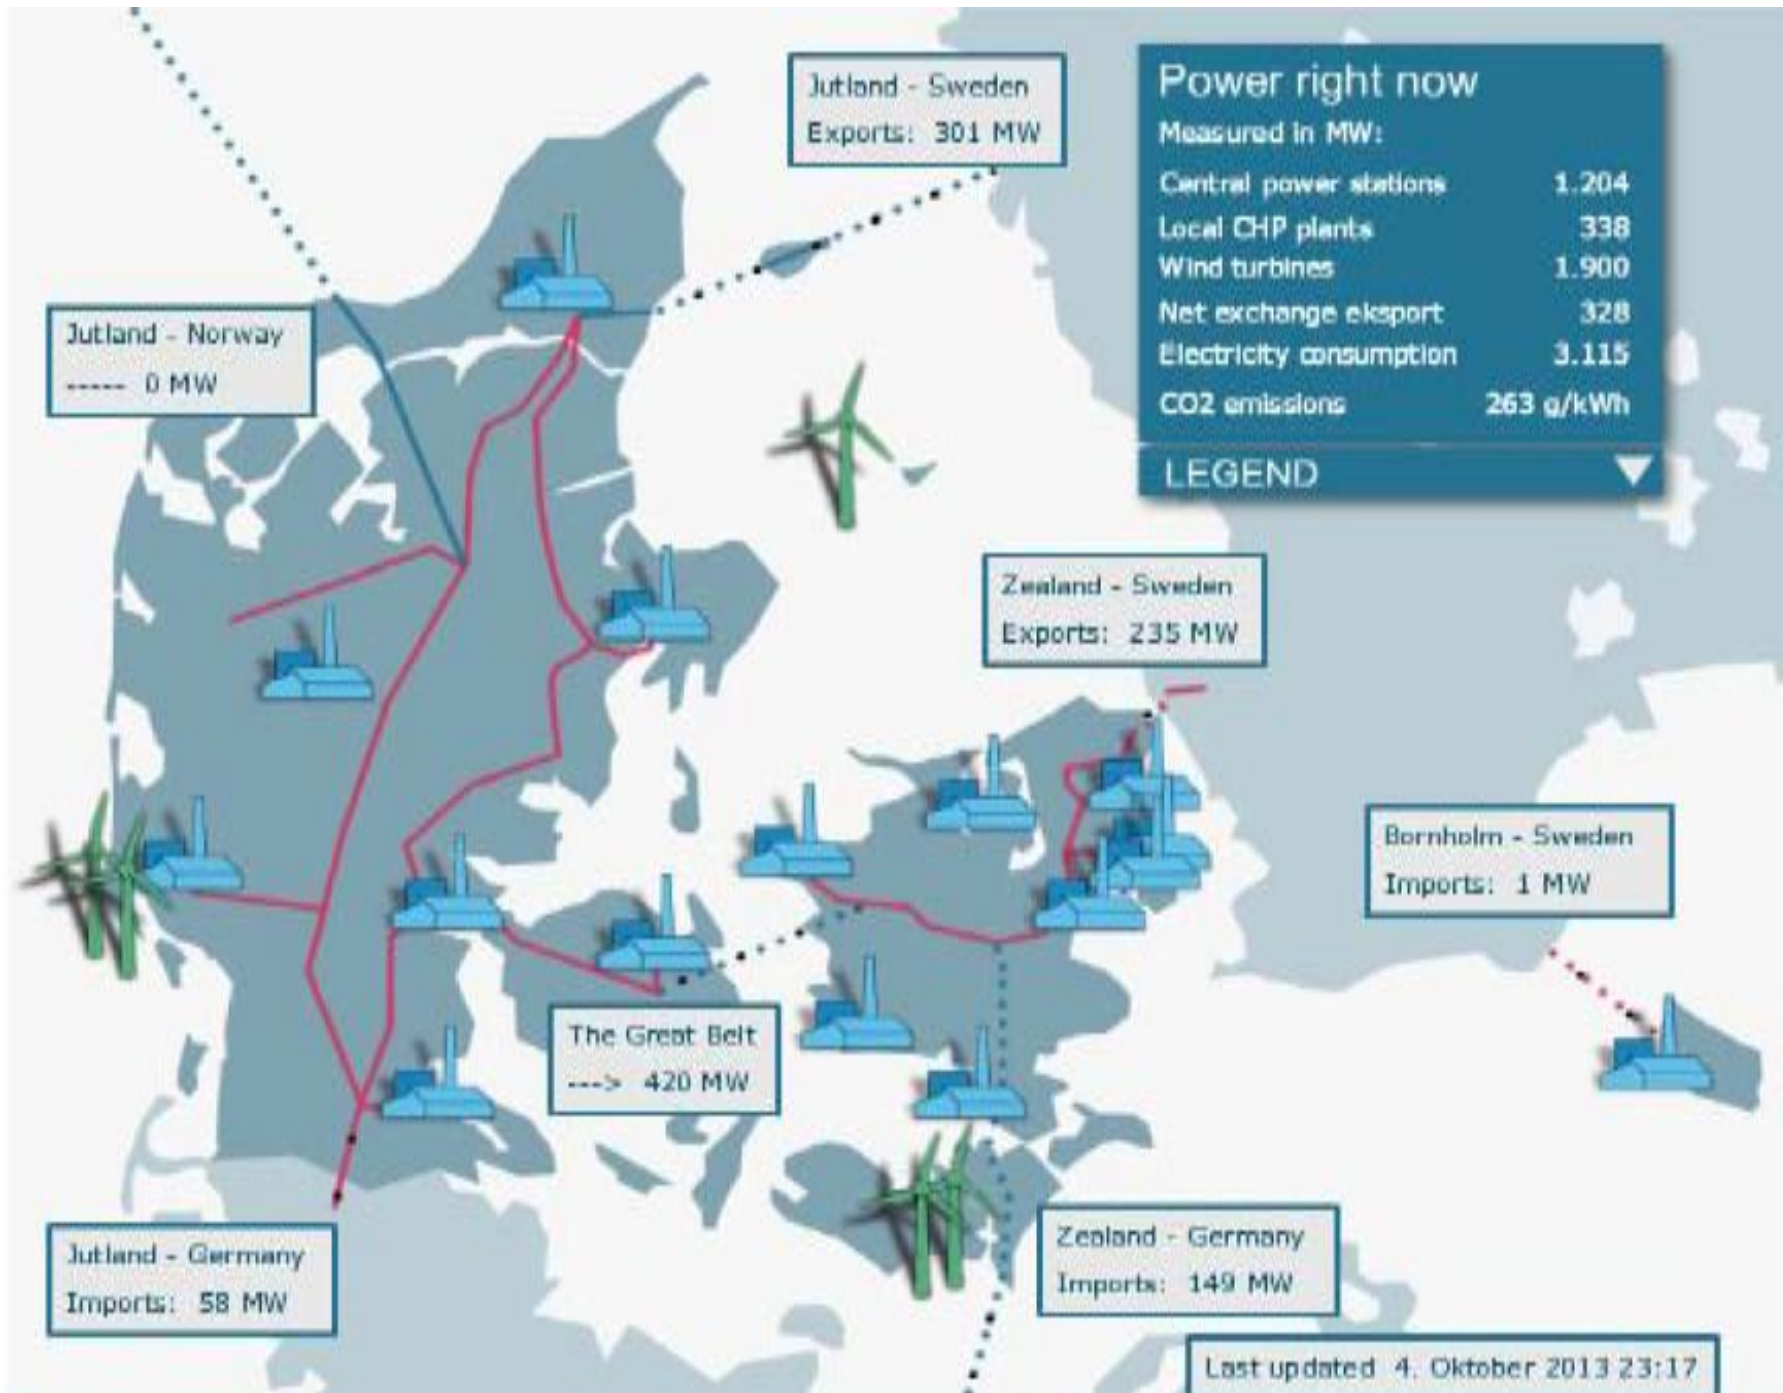 Jutland - Sweden
Exports: 301 MW
Power right now
Measured in MW:
Central power stations 1.204
Local CHP plants 338
Wind turbines 1.900
Net exchange eksport 328
Electricity consumption 3.115
CO2 emissions 263 g/kWh
LEGEND
Jutland - Norway
----- 0 MW
Zealand - Sweden
Exports: 235 MW
Bornholm - Sweden
Imports: 1 MW
The Great Belt
---> 420 MW
Jutland - Germany
Imports: 58 MW
Zealand - Germany
Imports: 149 MW
Last updated 4. Oktober 2013 23:17